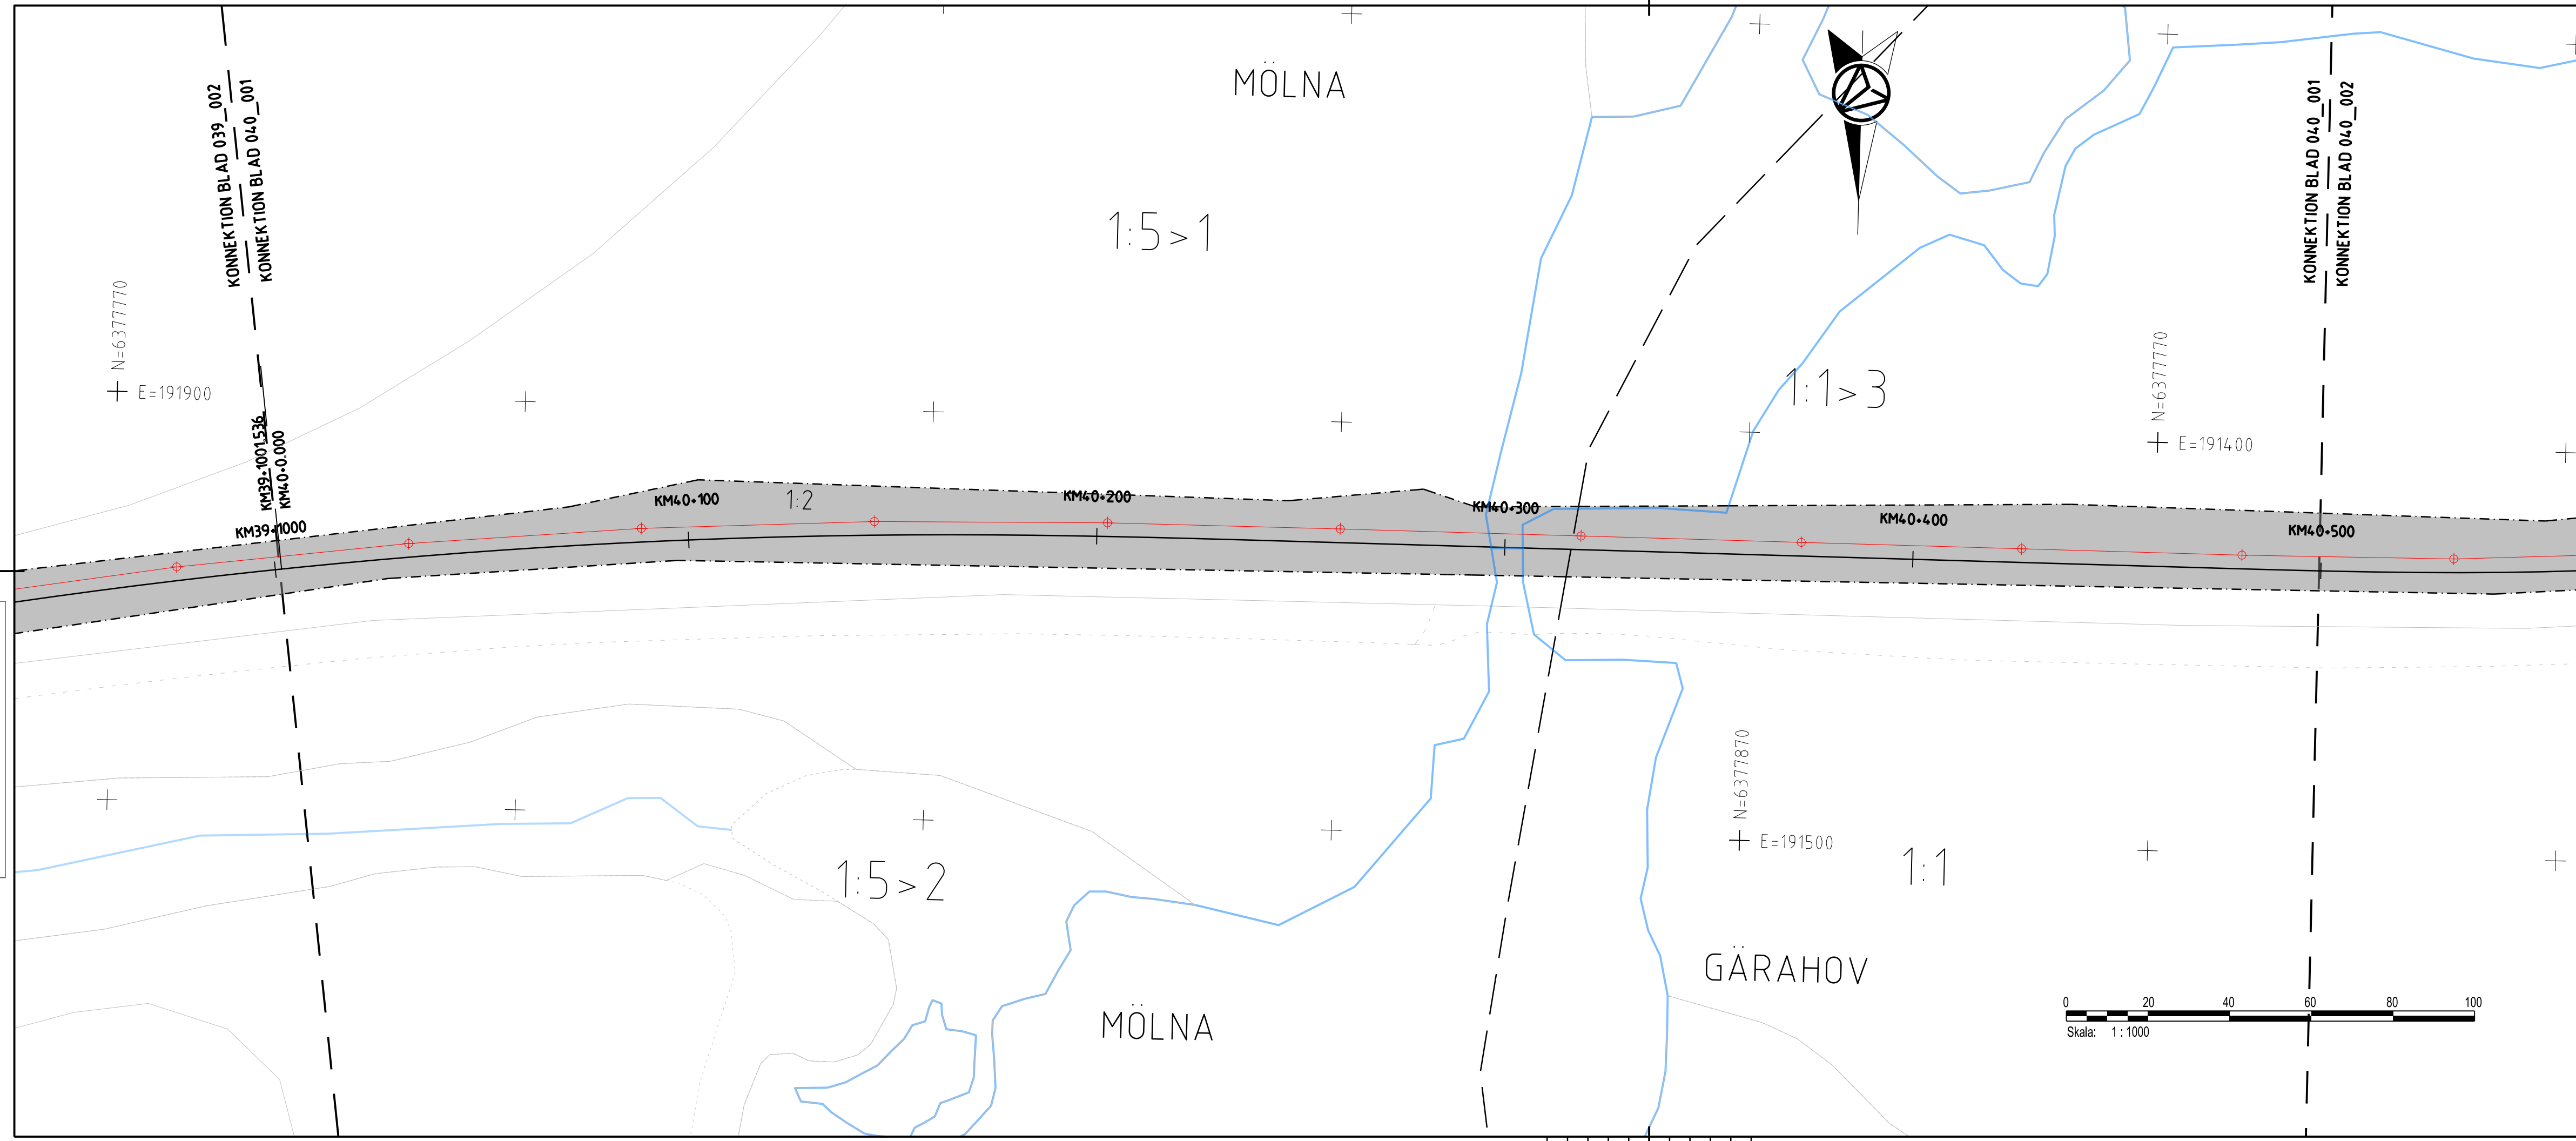 MÖLNA
KONNEKTION BLAD 039_002
KONNEKTION BLAD 040_001
KONNEKTION BLAD 040_001
KONNEKTION BLAD 040_002
1:5>1
N=6377770
E=191900
1:1>3
N=6377770
E=191400
KM39+1001.536
KM40+0.000
KM39+1000
KM40+100
1:2
KM40+200
KM40+300
KM40+400
KM40+500
N=6377870
E=191500
1:5>2
1:1
GÄRAHOV
MÖLNA
0 20 40 60 80 100
Skala: 1 : 1000